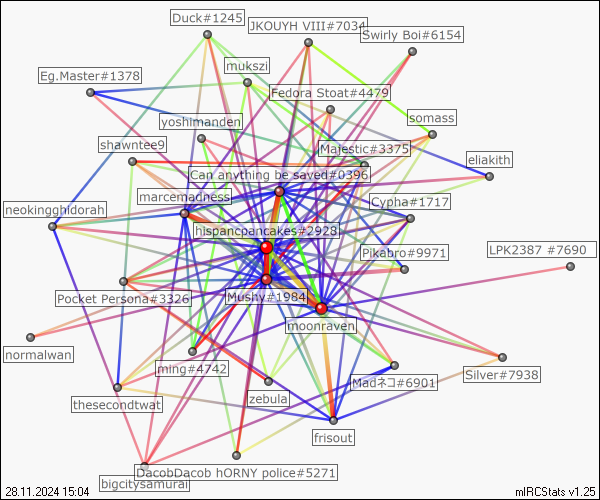 Duck#1245
JKOUYH VIII#7034
Swirly Boi#6154
mukszi
Eg.Master#1378
Fedora Stoat#4479
yoshimanden
somass
shawntee9
Majestic#3375
eliakith
Can anything be saved#0396
marcemadness
Cypha#1717
neokingghidorah
hispanicpancakes#2928
LPK2387 #7690
Pikabro#9971
Pocket Persona#3326
Mushy#1984
moonraven
normalwan
ming#4742
Silver#7938
Madネコ#6901
thesecondtwat
zebula
frisout
DacobDacob hORNY police#5271
bigcitysamurai
28.11.2024 15:04
mIRCStats v1.25